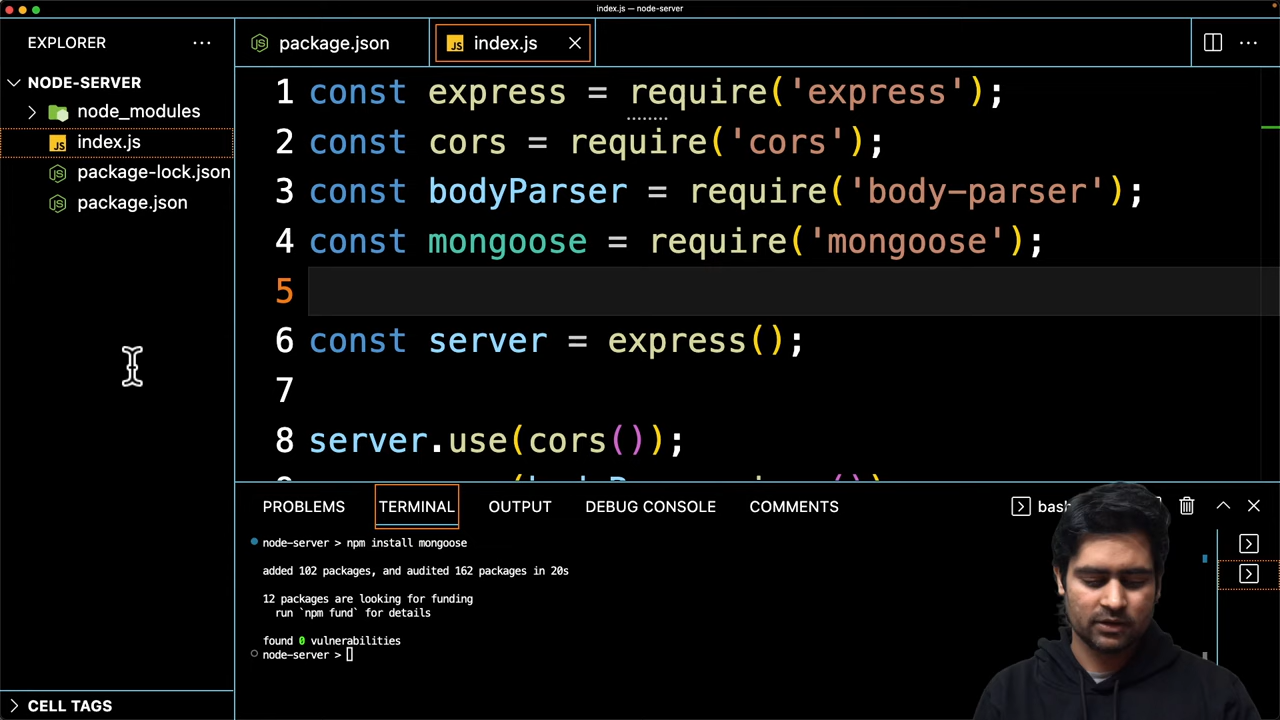 index.js — node-server
EXPLORER
NODE-SERVER
node_modules
index.js
package-lock.json
package.json
CELL TAGS
package.json
index.js
1 const express = require('express');
2 const cors = require('cors');
3 const bodyParser = require('body-parser');
4 const mongoose = require('mongoose');
5
6 const server = express();
7
8 server.use(cors());
PROBLEMS TERMINAL OUTPUT DEBUG CONSOLE COMMENTS
bash
node-server > npm install mongoose
added 102 packages, and audited 162 packages in 20s
12 packages are looking for funding
run `npm fund` for details
found 0 vulnerabilities
node-server >